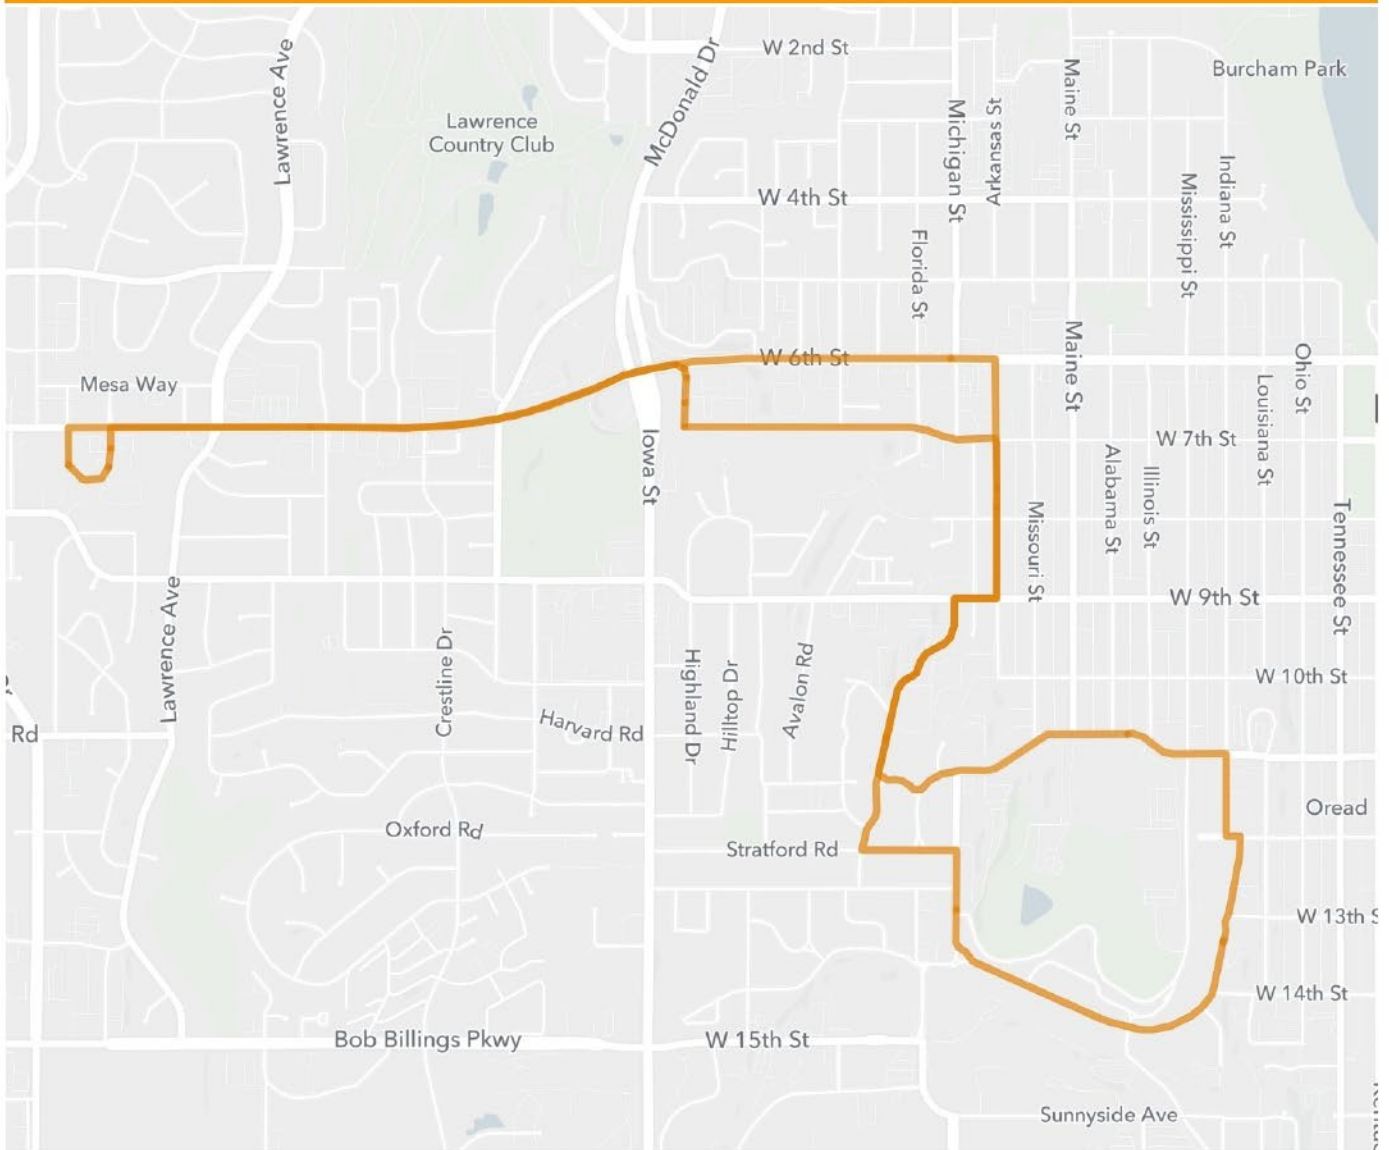 W 2nd St
Burcham Park
Lawrence Ave
McDonald Dr
Maine St
Lawrence
Country Club
Michigan St
Arkansas St
Indiana St
Mississippi St
W 4th St
Florida St
W 6th St
Maine St
Ohio St
Mesa Way
Louisiana St
Iowa St
W 7th St
Alabama St
Illinois St
Missouri St
Tennessee St
Lawrence Ave
W 9th St
Crestline Dr
Highland Dr
Hilltop Dr
Avalon Rd
W 10th St
Rd
Harvard Rd
Oread
Oxford Rd
Stratford Rd
W 13th S
W 14th St
Bob Billings Pkwy
W 15th St
Sunnyside Ave